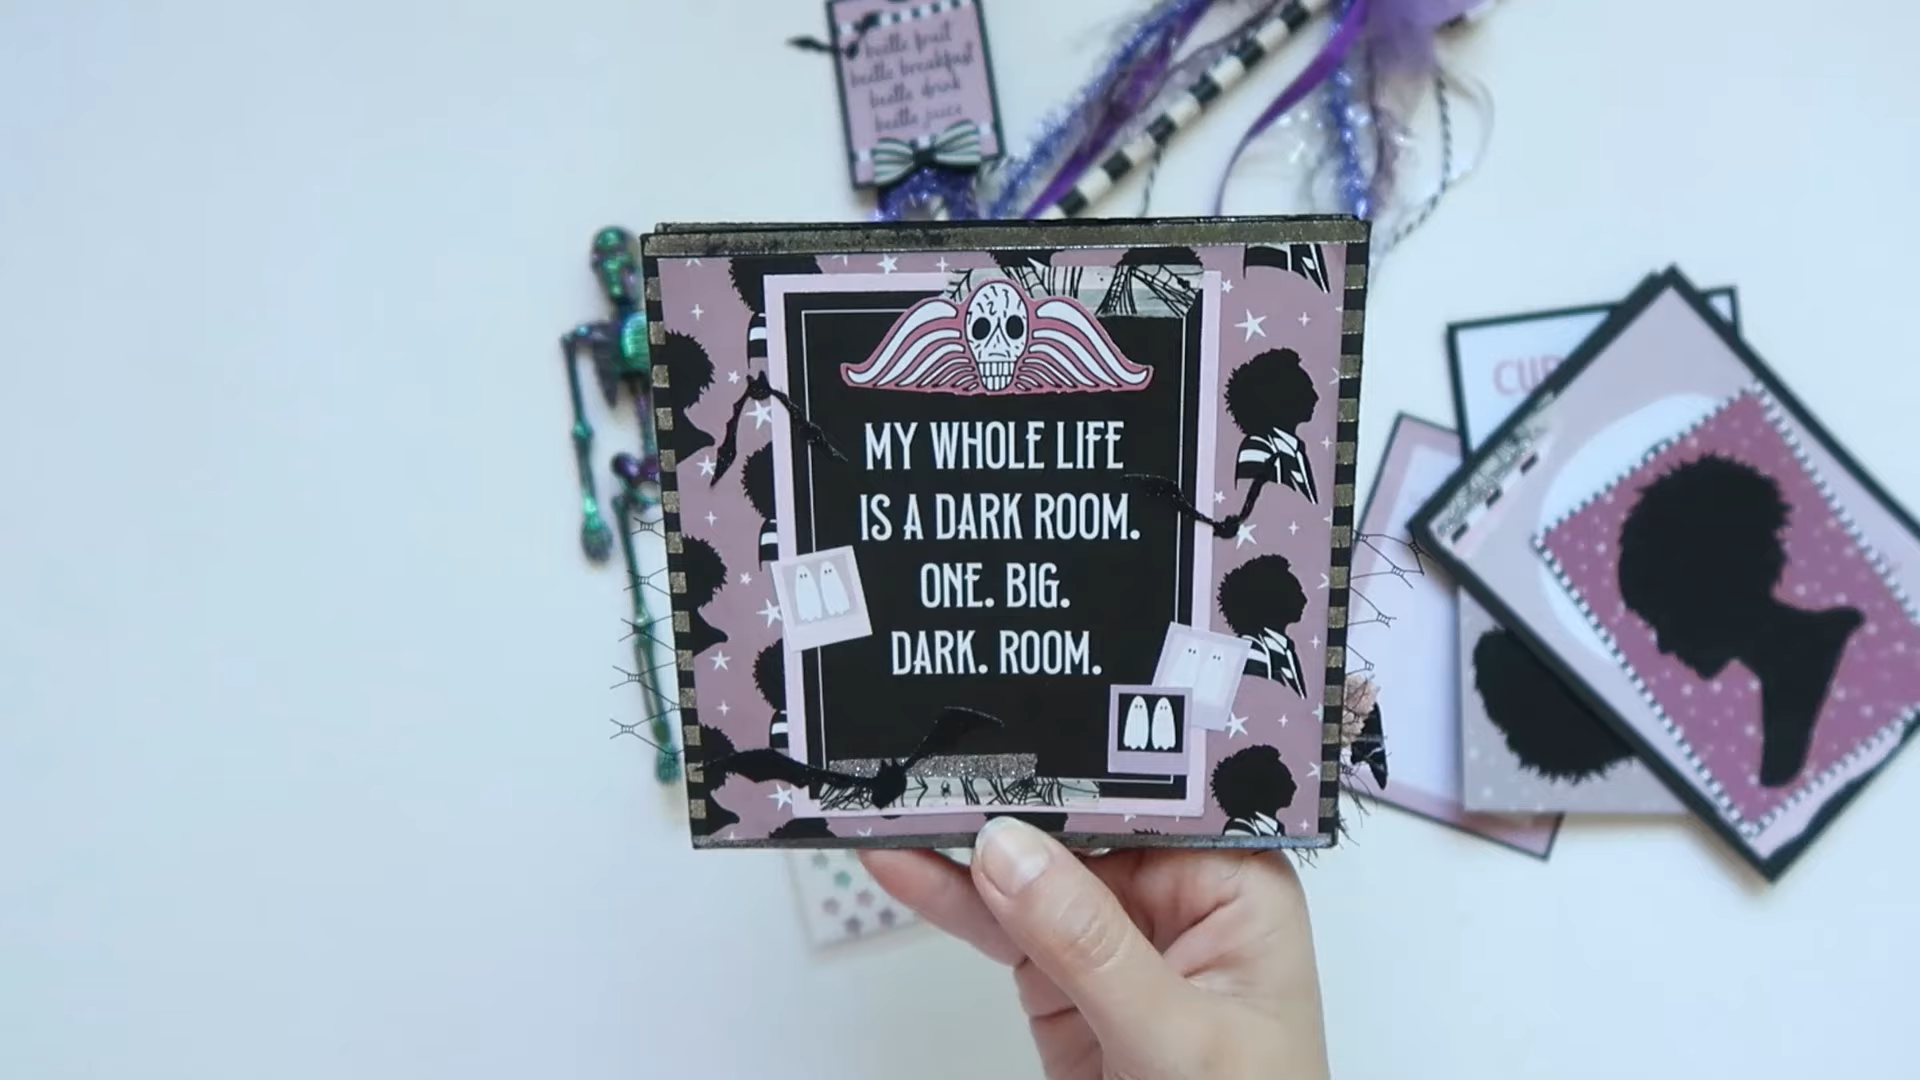 beetle fruit
beetle breakfast
beetle drink
beetle juice
MY WHOLE LIFE
IS A DARK ROOM.
ONE. BIG.
DARK. ROOM.